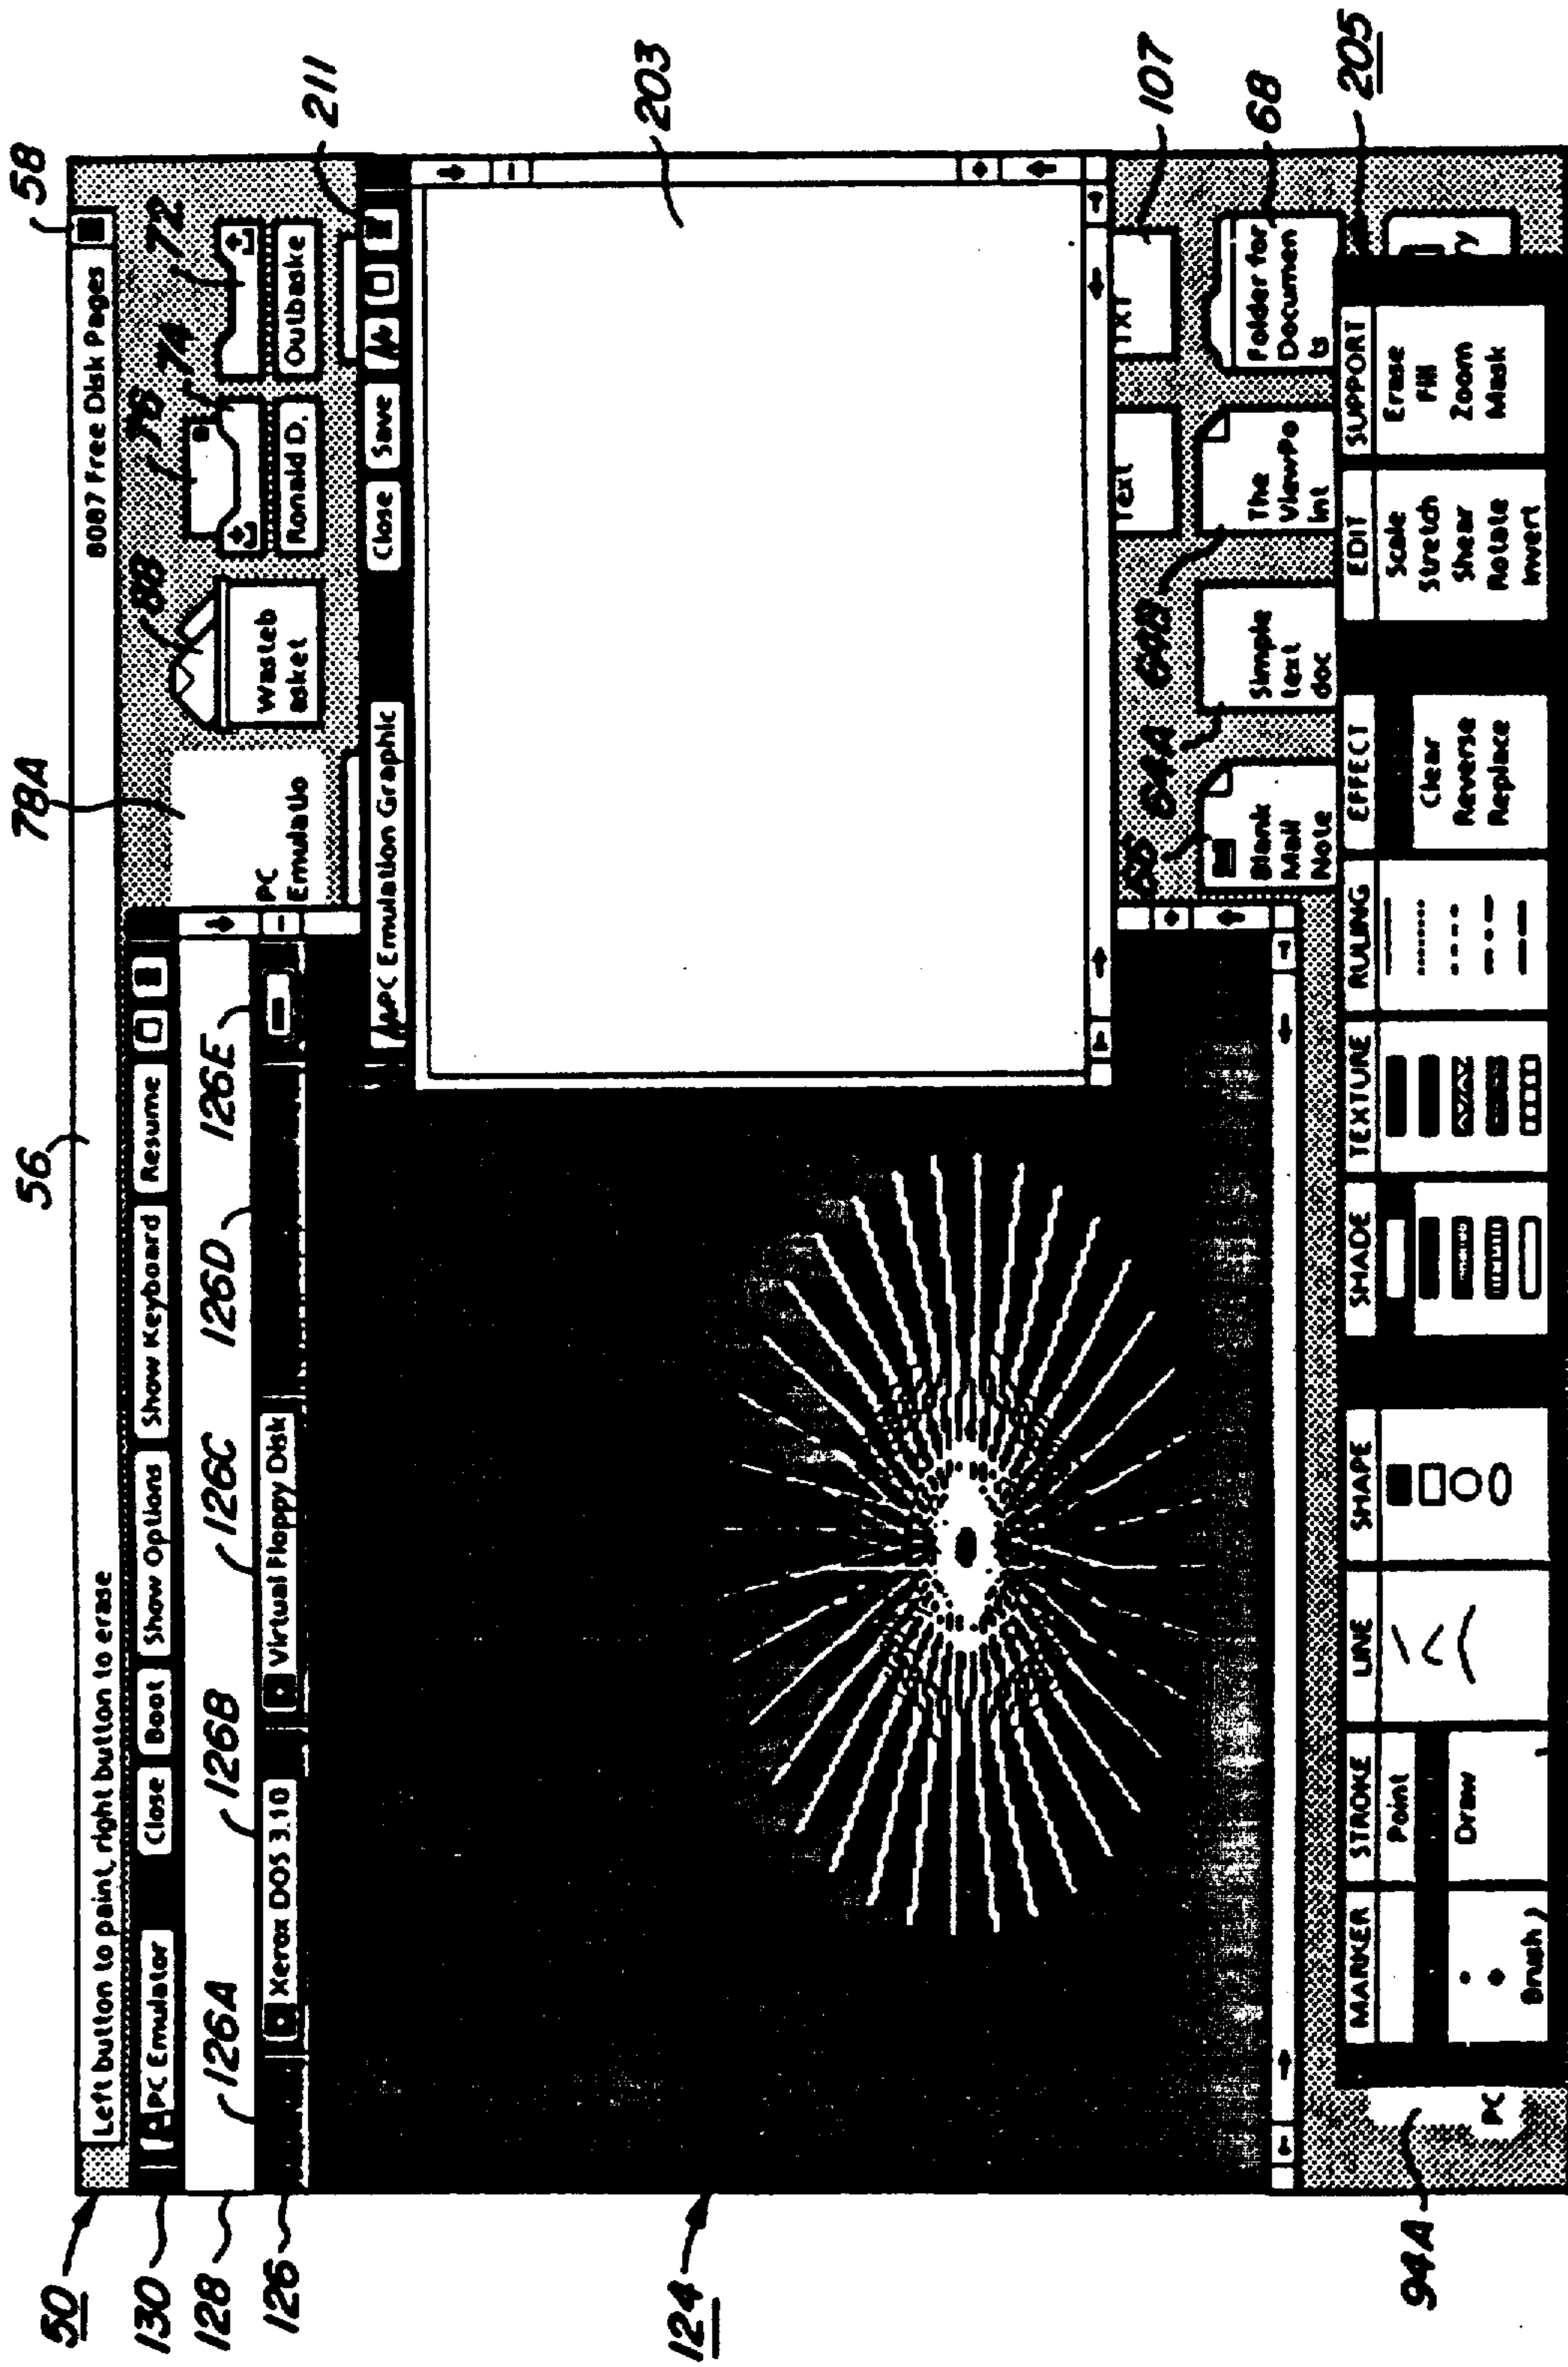 56
78A
58
Left button to paint, right button to erase
8087 Free Disk Pages
50
130
128
126
124
94A
PC Emulator
Close
Boot
Show Options
Show Keyboard
Resume
126A
126B
126C
126D
126E
Xerox DOS 3.10
Virtual Floppy Disk
88
76
74
72
PC
Emulatio
Wasteb
asket
Ronald D.
Outbaske
211
PC Emulation Graphic
Close
Save
203
Text
TXT
107
64A
Blank
Mail
Note
Simple
text
doc
The
ViewPo
int
Folder for
Documen
ts
68
205
PC
MARKER
STROKE
LINE
SHAPE
SHADE
TEXTURE
RULING
EFFECT
EDIT
SUPPORT
Brush
Point
Draw
Clear
Reverse
Replace
Scale
Stretch
Shear
Rotate
Invert
Erase
Fill
Zoom
Mask